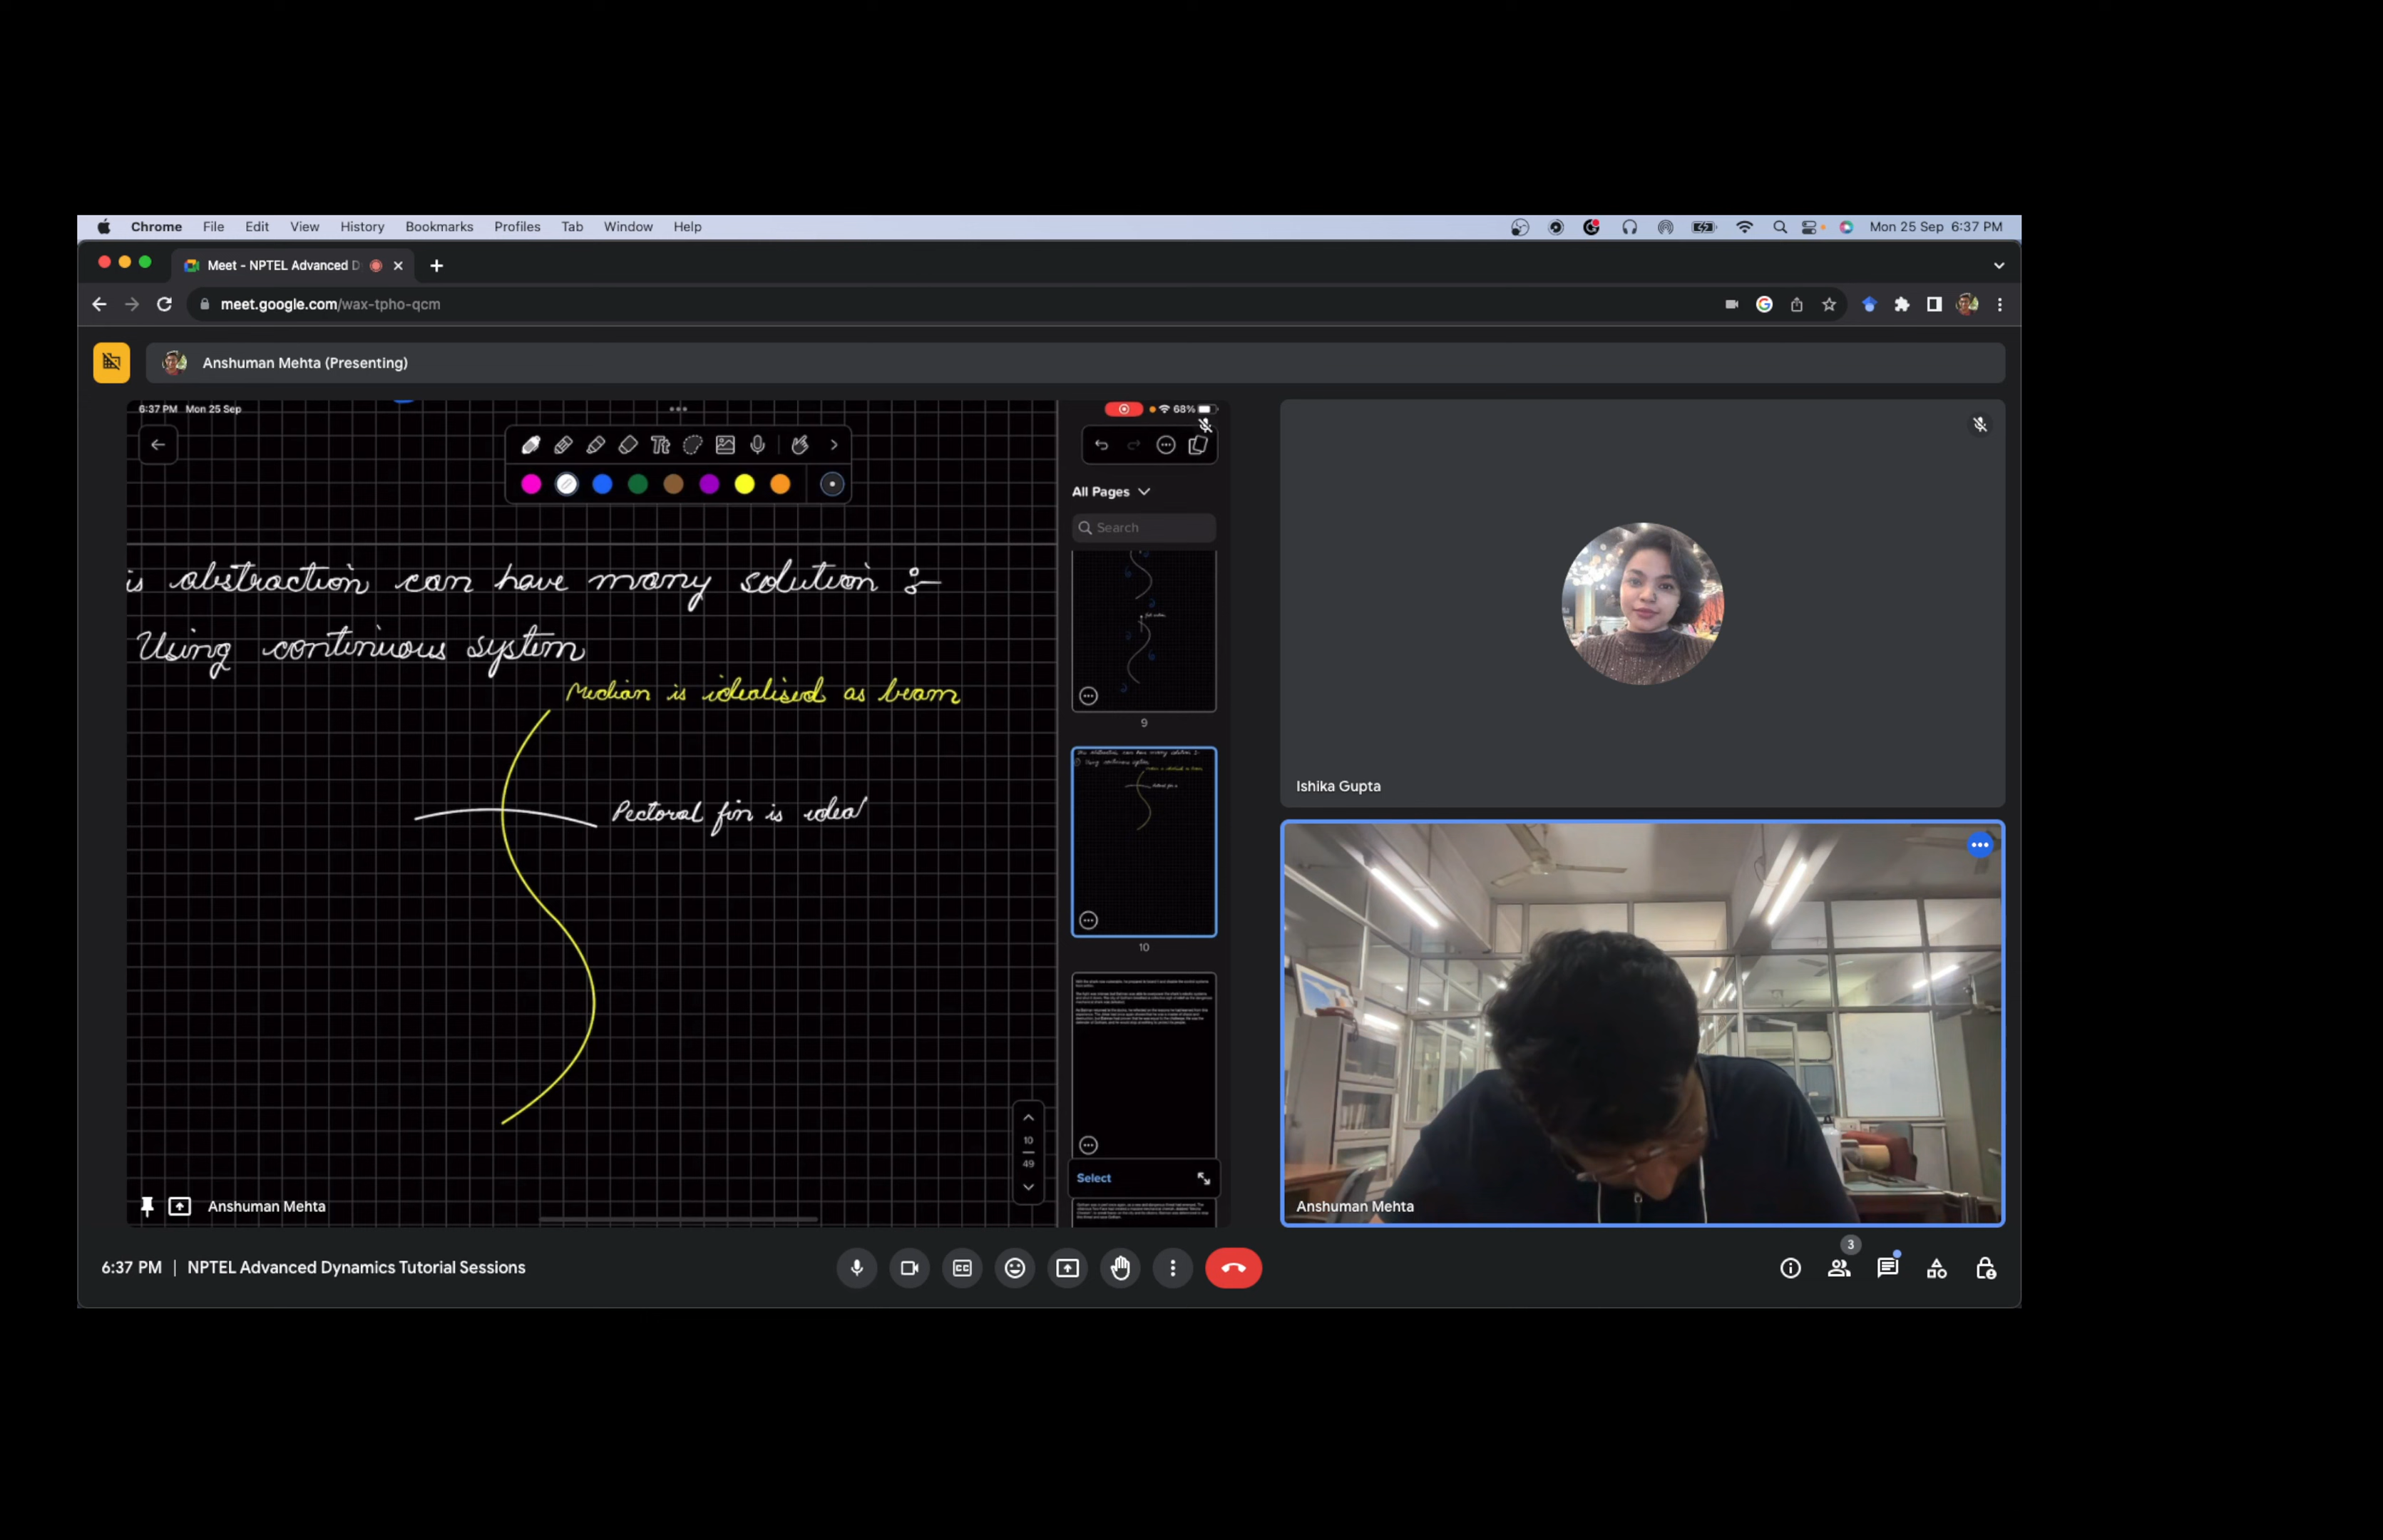 Chrome File Edit View History Bookmarks Profiles Tab Window Help Mon 25 Sep 6:37 PM
Meet - NPTEL Advanced D
meet.google.com/wax-tpho-qcm
Anshuman Mehta (Presenting)
6:37 PM Mon 25 Sep 68%
All Pages
Search
is abstraction can have many solution :-
Using continuous system
Median is idealised as beam
Pectoral fin is ideal
9
10
10
49
Select
Anshuman Mehta
Ishika Gupta
Anshuman Mehta
6:37 PM | NPTEL Advanced Dynamics Tutorial Sessions
CC
3